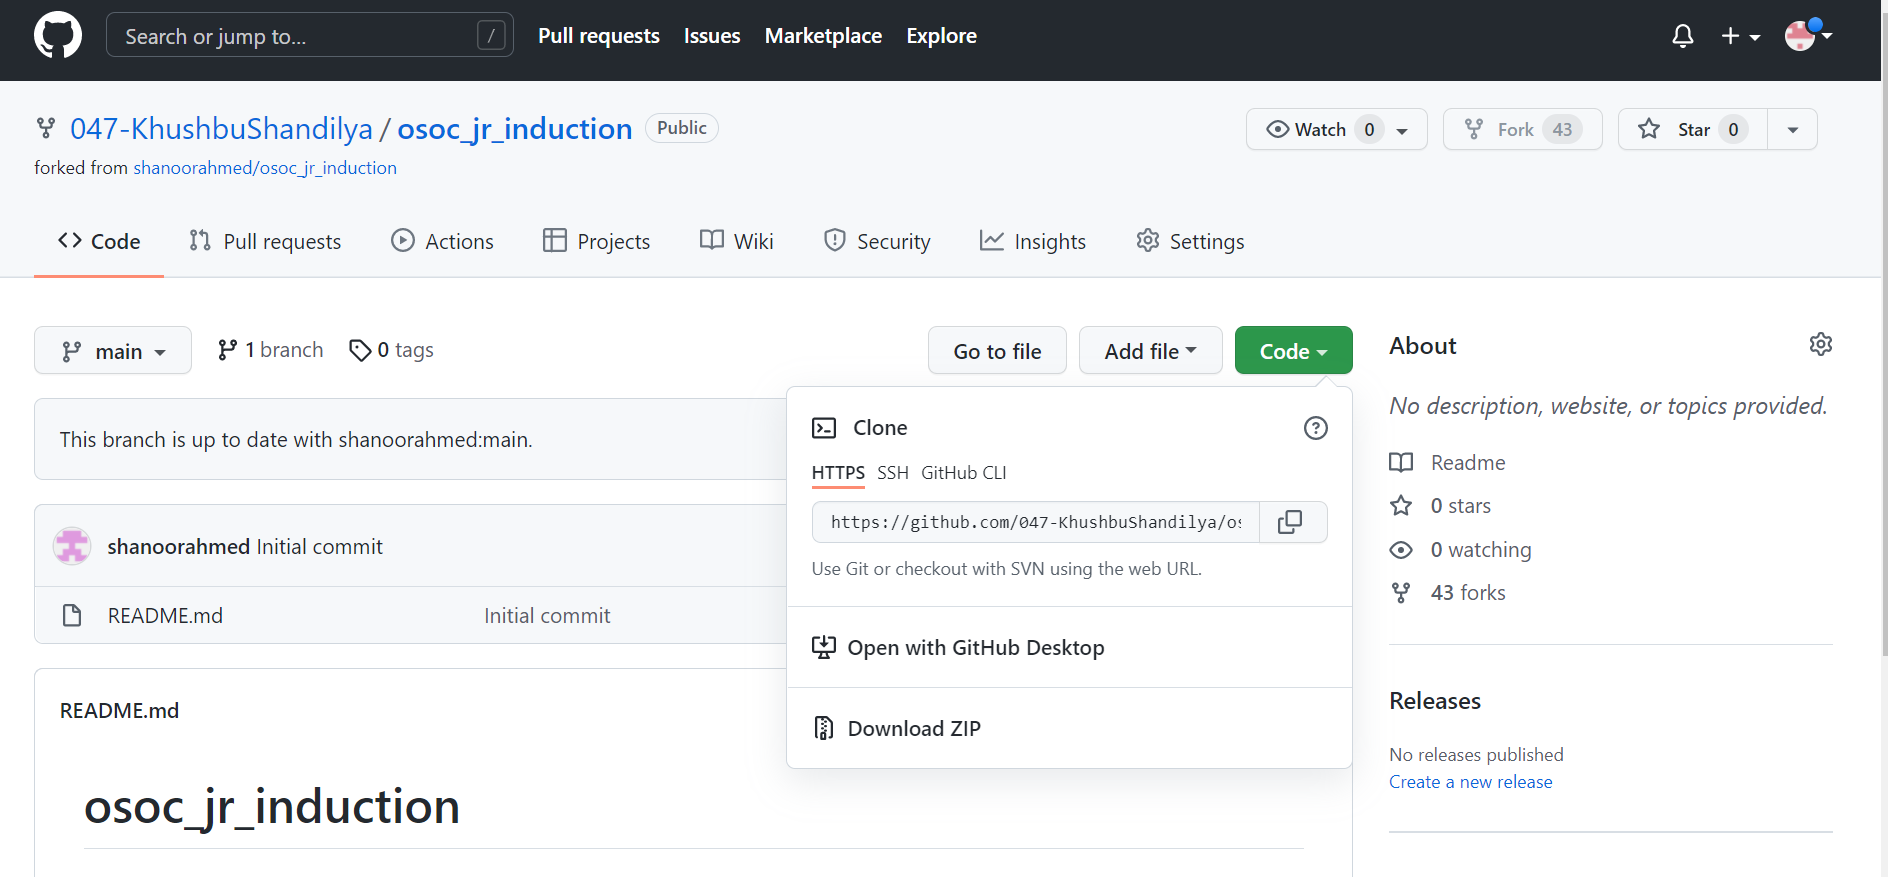 Search or jump to... /
Pull requests Issues Marketplace Explore
047-KhushbuShandilya / osoc_jr_induction Public
Watch 0 Fork 43 Star 0
forked from shanoorahmed/osoc_jr_induction
Code Pull requests Actions Projects Wiki Security Insights Settings
main 1 branch 0 tags
Go to file Add file Code
This branch is up to date with shanoorahmed:main.
shanoorahmed Initial commit
README.md Initial commit
README.md
osoc_jr_induction
Clone
HTTPS SSH GitHub CLI
https://github.com/047-KhushbuShandilya/os
Use Git or checkout with SVN using the web URL.
Open with GitHub Desktop
Download ZIP
About
No description, website, or topics provided.
Readme
0 stars
0 watching
43 forks
Releases
No releases published
Create a new release